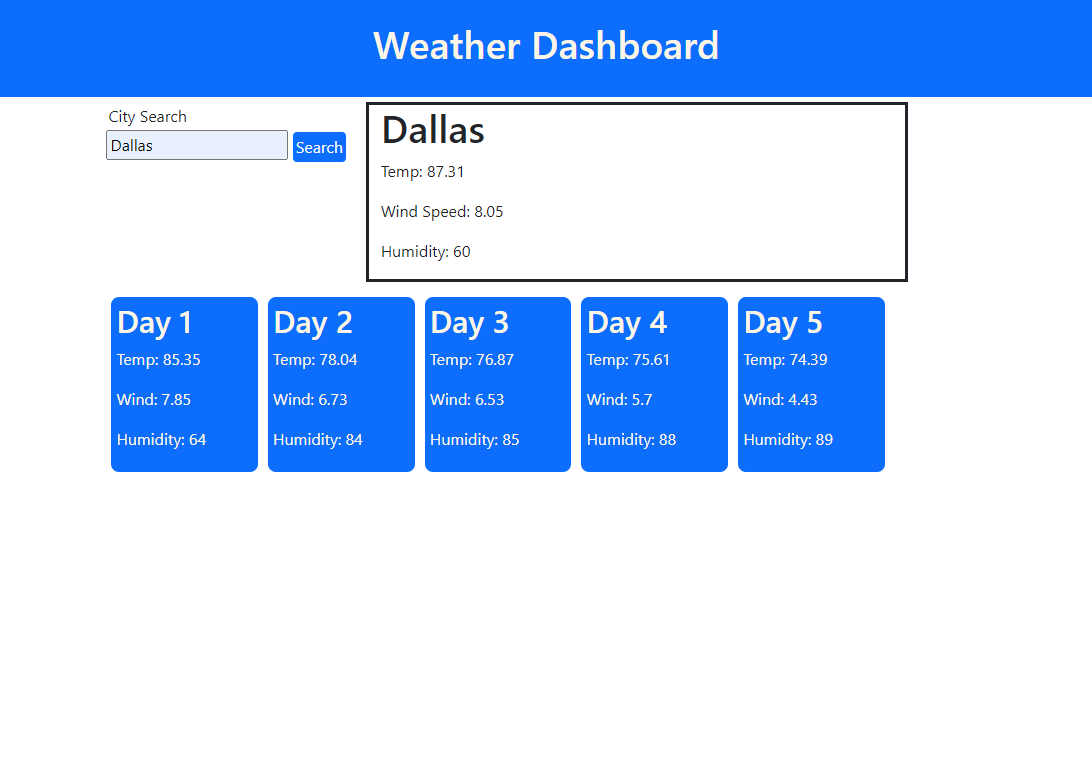 Weather Dashboard
City Search
Dallas
Search
Dallas
Temp: 87.31
Wind Speed: 8.05
Humidity: 60
Day 1
Temp: 85.35
Wind: 7.85
Humidity: 64
Day 2
Temp: 78.04
Wind: 6.73
Humidity: 84
Day 3
Temp: 76.87
Wind: 6.53
Humidity: 85
Day 4
Temp: 75.61
Wind: 5.7
Humidity: 88
Day 5
Temp: 74.39
Wind: 4.43
Humidity: 89